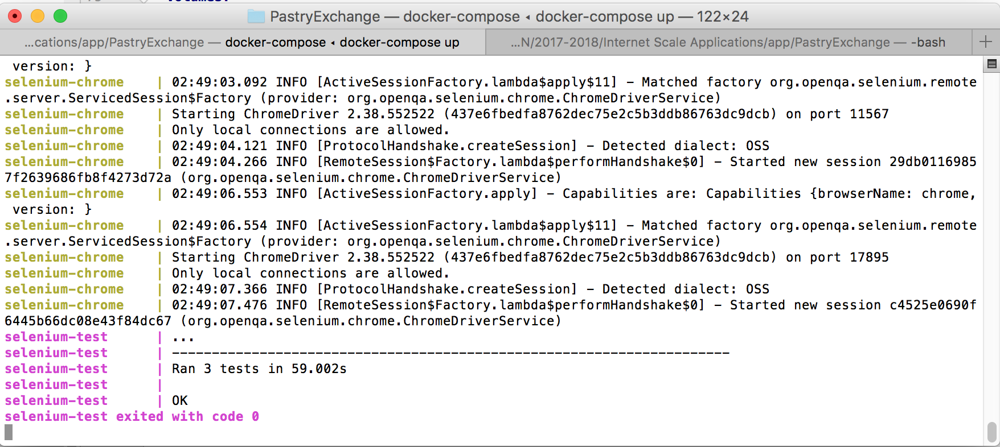 volumes:
PastryExchange — docker-compose ◂ docker-compose up — 122×24
...cations/app/PastryExchange — docker-compose ◂ docker-compose up
...N/2017-2018/Internet Scale Applications/app/PastryExchange — -bash
+
 version: }
selenium-chrome    | 02:49:03.092 INFO [ActiveSessionFactory.lambda$apply$11] - Matched factory org.openqa.selenium.remote
.server.ServicedSession$Factory (provider: org.openqa.selenium.chrome.ChromeDriverService)
selenium-chrome    | Starting ChromeDriver 2.38.552522 (437e6fbedfa8762dec75e2c5b3ddb86763dc9dcb) on port 11567
selenium-chrome    | Only local connections are allowed.
selenium-chrome    | 02:49:04.121 INFO [ProtocolHandshake.createSession] - Detected dialect: OSS
selenium-chrome    | 02:49:04.266 INFO [RemoteSession$Factory.lambda$performHandshake$0] - Started new session 29db0116985
7f2639686fb8f4273d72a (org.openqa.selenium.chrome.ChromeDriverService)
selenium-chrome    | 02:49:06.553 INFO [ActiveSessionFactory.apply] - Capabilities are: Capabilities {browserName: chrome,
 version: }
selenium-chrome    | 02:49:06.554 INFO [ActiveSessionFactory.lambda$apply$11] - Matched factory org.openqa.selenium.remote
.server.ServicedSession$Factory (provider: org.openqa.selenium.chrome.ChromeDriverService)
selenium-chrome    | Starting ChromeDriver 2.38.552522 (437e6fbedfa8762dec75e2c5b3ddb86763dc9dcb) on port 17895
selenium-chrome    | Only local connections are allowed.
selenium-chrome    | 02:49:07.366 INFO [ProtocolHandshake.createSession] - Detected dialect: OSS
selenium-chrome    | 02:49:07.476 INFO [RemoteSession$Factory.lambda$performHandshake$0] - Started new session c4525e0690f
6445b66dc08e43f84dc67 (org.openqa.selenium.chrome.ChromeDriverService)
selenium-test      | ...
selenium-test      | ----------------------------------------------------------------------
selenium-test      | Ran 3 tests in 59.002s
selenium-test      |
selenium-test      | OK
selenium-test exited with code 0